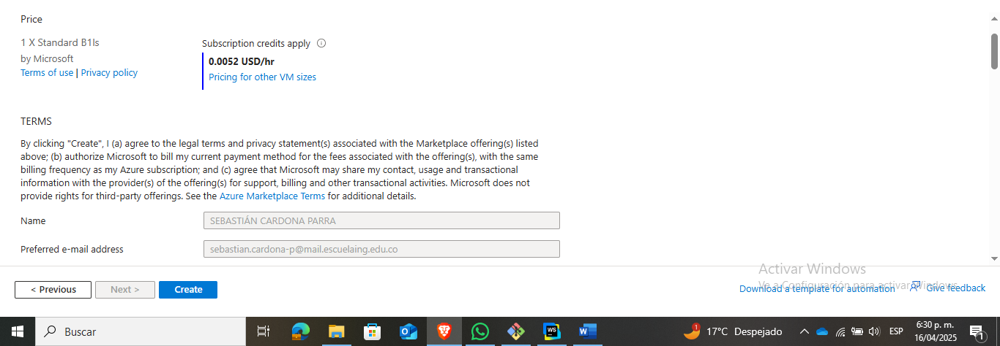 Price
1 X Standard B1ls
by Microsoft
Terms of use | Privacy policy
Subscription credits apply
0.0052 USD/hr
Pricing for other VM sizes
TERMS
By clicking "Create", I (a) agree to the legal terms and privacy statement(s) associated with the Marketplace offering(s) listed
above; (b) authorize Microsoft to bill my current payment method for the fees associated with the offering(s), with the same
billing frequency as my Azure subscription; and (c) agree that Microsoft may share my contact, usage and transactional
information with the provider(s) of the offering(s) for support, billing and other transactional activities. Microsoft does not
provide rights for third-party offerings. See the Azure Marketplace Terms for additional details.
Name
SEBASTIÁN CARDONA PARRA
Preferred e-mail address
sebastian.cardona-p@mail.escuelaing.edu.co
Activar Windows
Ve a Configuración para activar Windows.
< Previous
Next >
Create
Download a template for automation
Give feedback
Buscar
WS
W
1
17°C Despejado
ESP
6:30 p. m.
16/04/2025
1